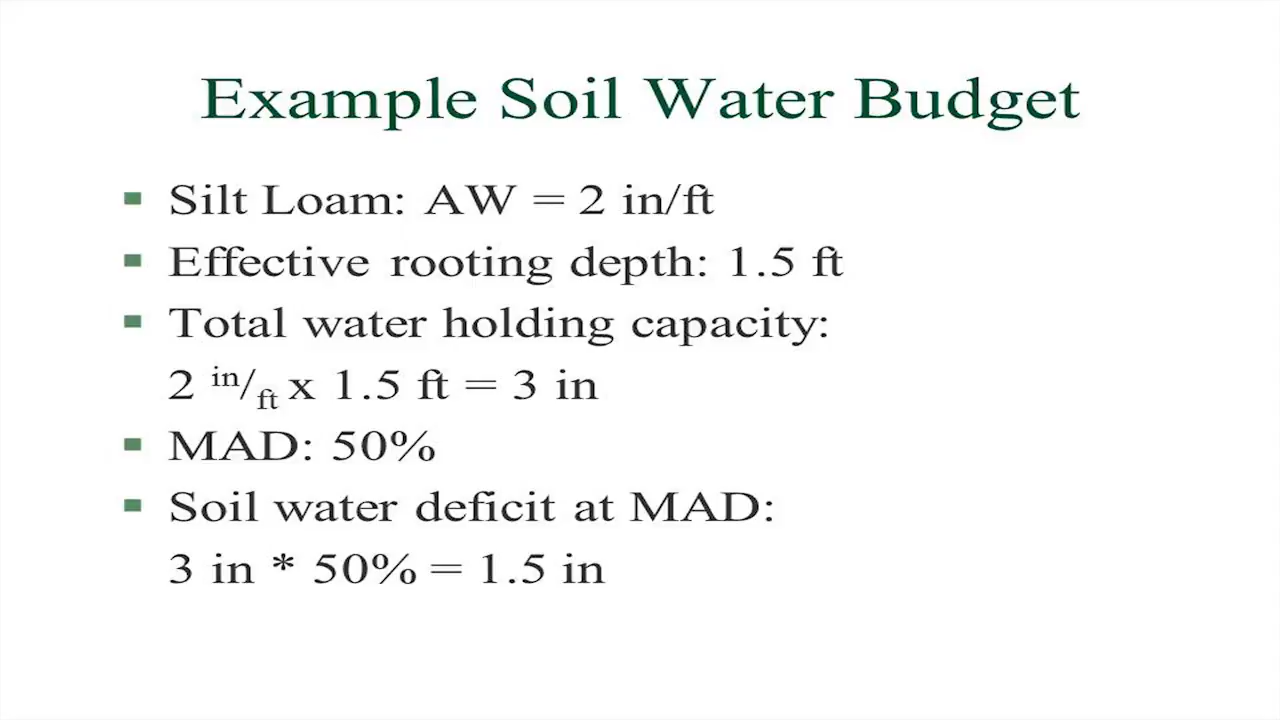 Example Soil Water Budget
▪ Silt Loam: AW = 2 in/ft
▪ Effective rooting depth: 1.5 ft
▪ Total water holding capacity:
2 in/ft x 1.5 ft = 3 in
▪ MAD: 50%
▪ Soil water deficit at MAD:
3 in * 50% = 1.5 in